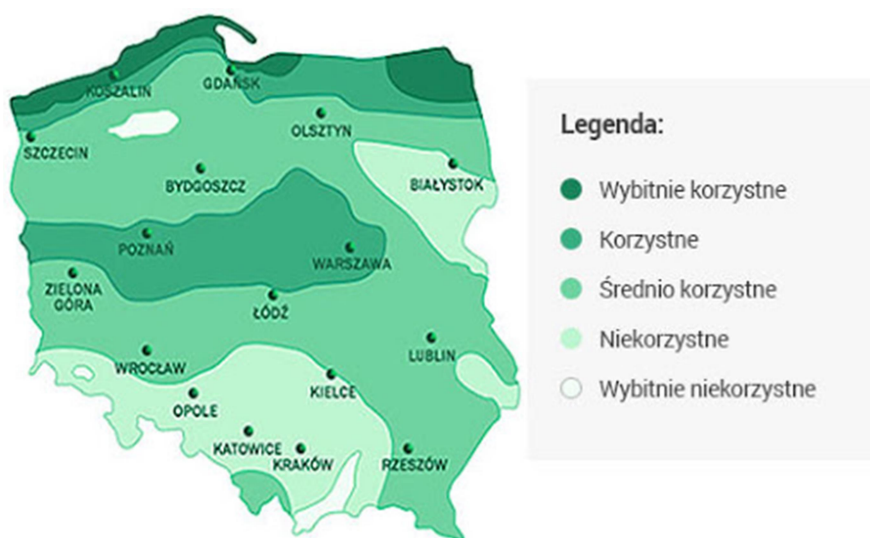 KOSZALIN
GDAŃSK
SZCZECIN
OLSZTYN
BYDGOSZCZ
BIAŁYSTOK
POZNAŃ
WARSZAWA
ZIELONA
GÓRA
ŁÓDŹ
WROCŁAW
LUBLIN
OPOLE
KIELCE
KATOWICE
KRAKÓW
RZESZÓW
Legenda:
Wybitnie korzystne
Korzystne
Średnio korzystne
Niekorzystne
Wybitnie niekorzystne